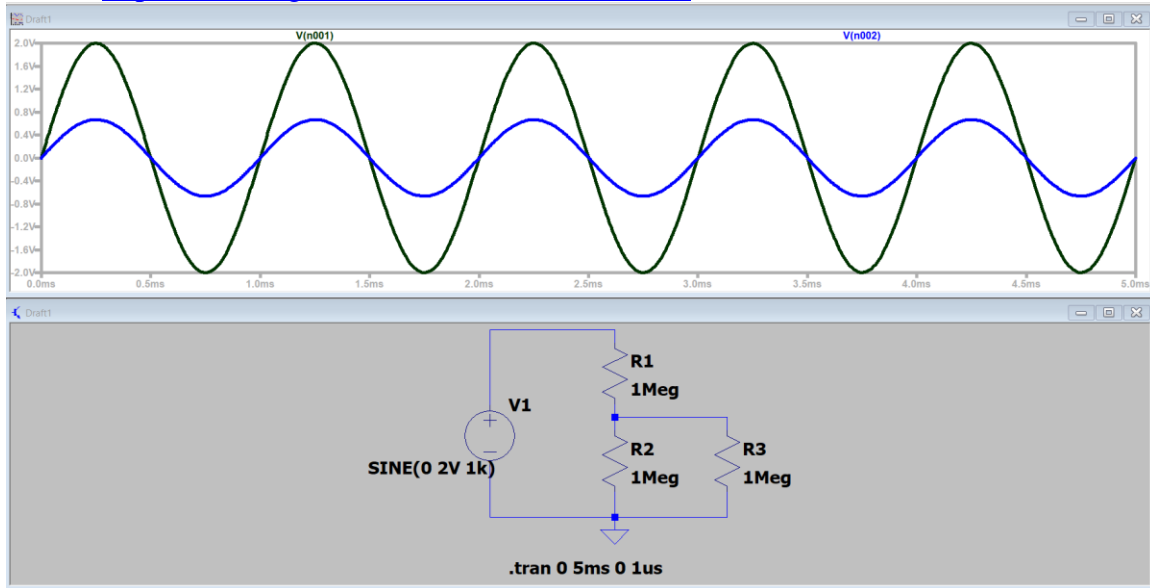 Draft1
V(n001) V(n002)
2.0V
1.6V
1.2V
0.8V
0.4V
0.0V
-0.4V
-0.8V
-1.2V
-1.6V
-2.0V
0.0ms 0.5ms 1.0ms 1.5ms 2.0ms 2.5ms 3.0ms 3.5ms 4.0ms 4.5ms 5.0ms
Draft1
R1
1Meg
V1
R2 R3
SINE(0 2V 1k) 1Meg 1Meg
.tran 0 5ms 0 1us